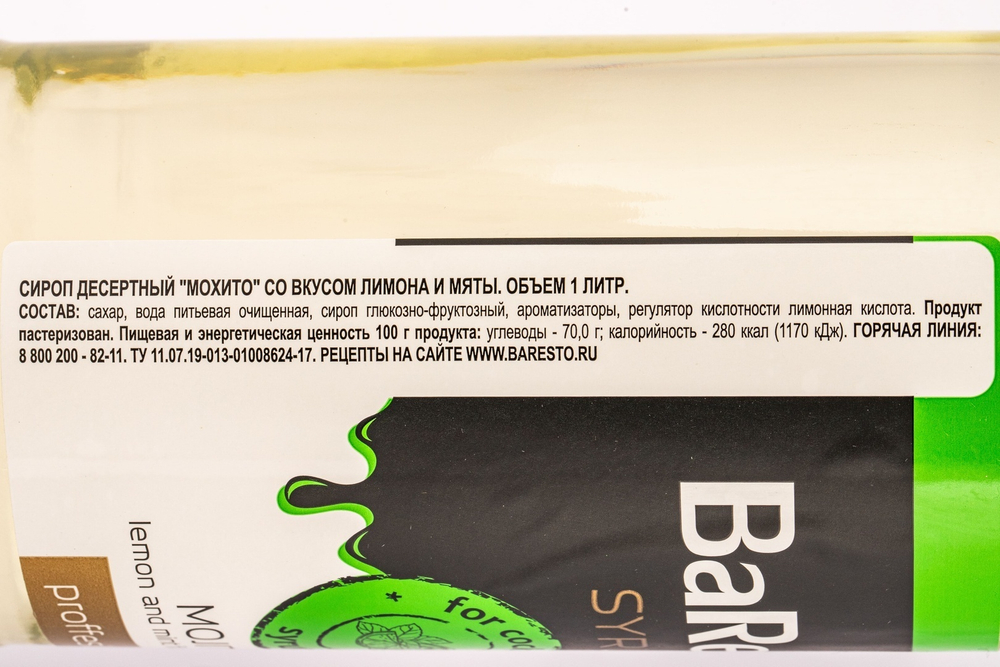 СИРОП ДЕСЕРТНЫЙ "МОХИТО" СО ВКУСОМ ЛИМОНА И МЯТЫ. ОБЪЕМ 1 ЛИТР.
СОСТАВ: сахар, вода питьевая очищенная, сироп глюкозно-фруктозный, ароматизаторы, регулятор кислотности лимонная кислота. Продукт
пастеризован. Пищевая и энергетическая ценность 100 г продукта: углеводы - 70,0 г; калорийность - 280 ккал (1170 кДж). ГОРЯЧАЯ ЛИНИЯ:
8 800 200 - 82-11. ТУ 11.07.19-013-01008624-17. РЕЦЕПТЫ НА САЙТЕ WWW.BARESTO.RU
lemon and
for